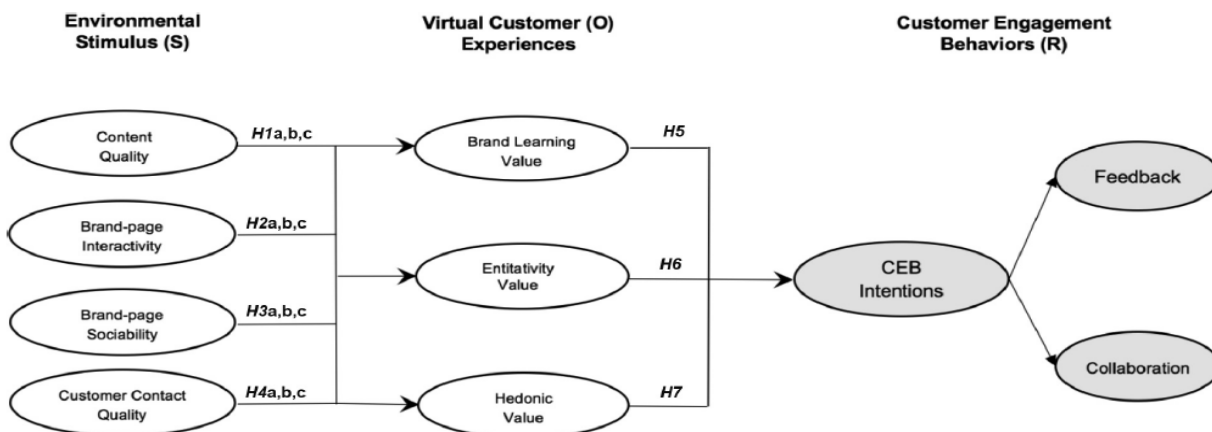 Environmental
Stimulus (S)
Virtual Customer (O)
Experiences
Customer Engagement
Behaviors (R)
Content
Quality
H1a,b,c
Brand Learning
Value
H5
Feedback
Brand-page
Interactivity
H2a,b,c
Entitativity
Value
H6
CEB
Intentions
Brand-page
Sociability
H3a,b,c
Customer Contact
Quality
H4a,b,c
Hedonic
Value
H7
Collaboration